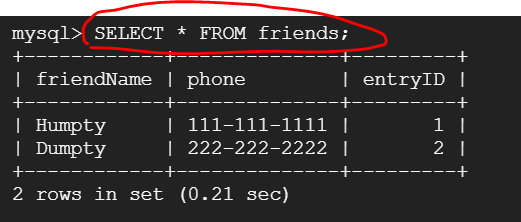 mysql> SELECT * FROM friends;
+------------+--------------+---------+
| friendName | phone        | entryID |
+------------+--------------+---------+
| Humpty     | 111-111-1111 |       1 |
| Dumpty     | 222-222-2222 |       2 |
+------------+--------------+---------+
2 rows in set (0.21 sec)